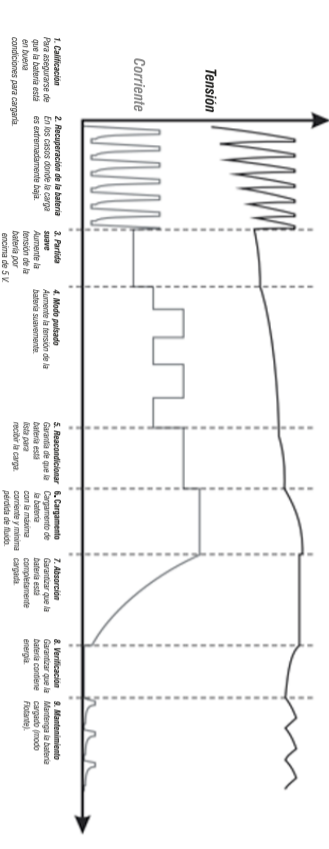 Tensión
Corriente
1. Calificación
Para asegurarse de
que la batería está
en buena
condiciones para cargarla.
2. Recuperación de la batería
En los casos donde la carga
es extremadamente baja.
3. Partida
suave
Aumente la
tensión de la
batería por
encima de 5 V.
4. Modo pulsado
Aumente la tensión de la
batería suavemente.
5. Reacondicionar
Garantía de que la
batería está
lista para
recibir la carga.
6. Cargamento
Cargamento de
la batería
con la máxima
corriente y mínima
pérdida de fluido.
7. Absorción
Garantizar que la
batería está
completamente
cargada.
8. Verificación
Garantizar que la
batería contiene
energía.
9. Mantenimiento
Mantenga la batería
cargado (modo
Flotante).